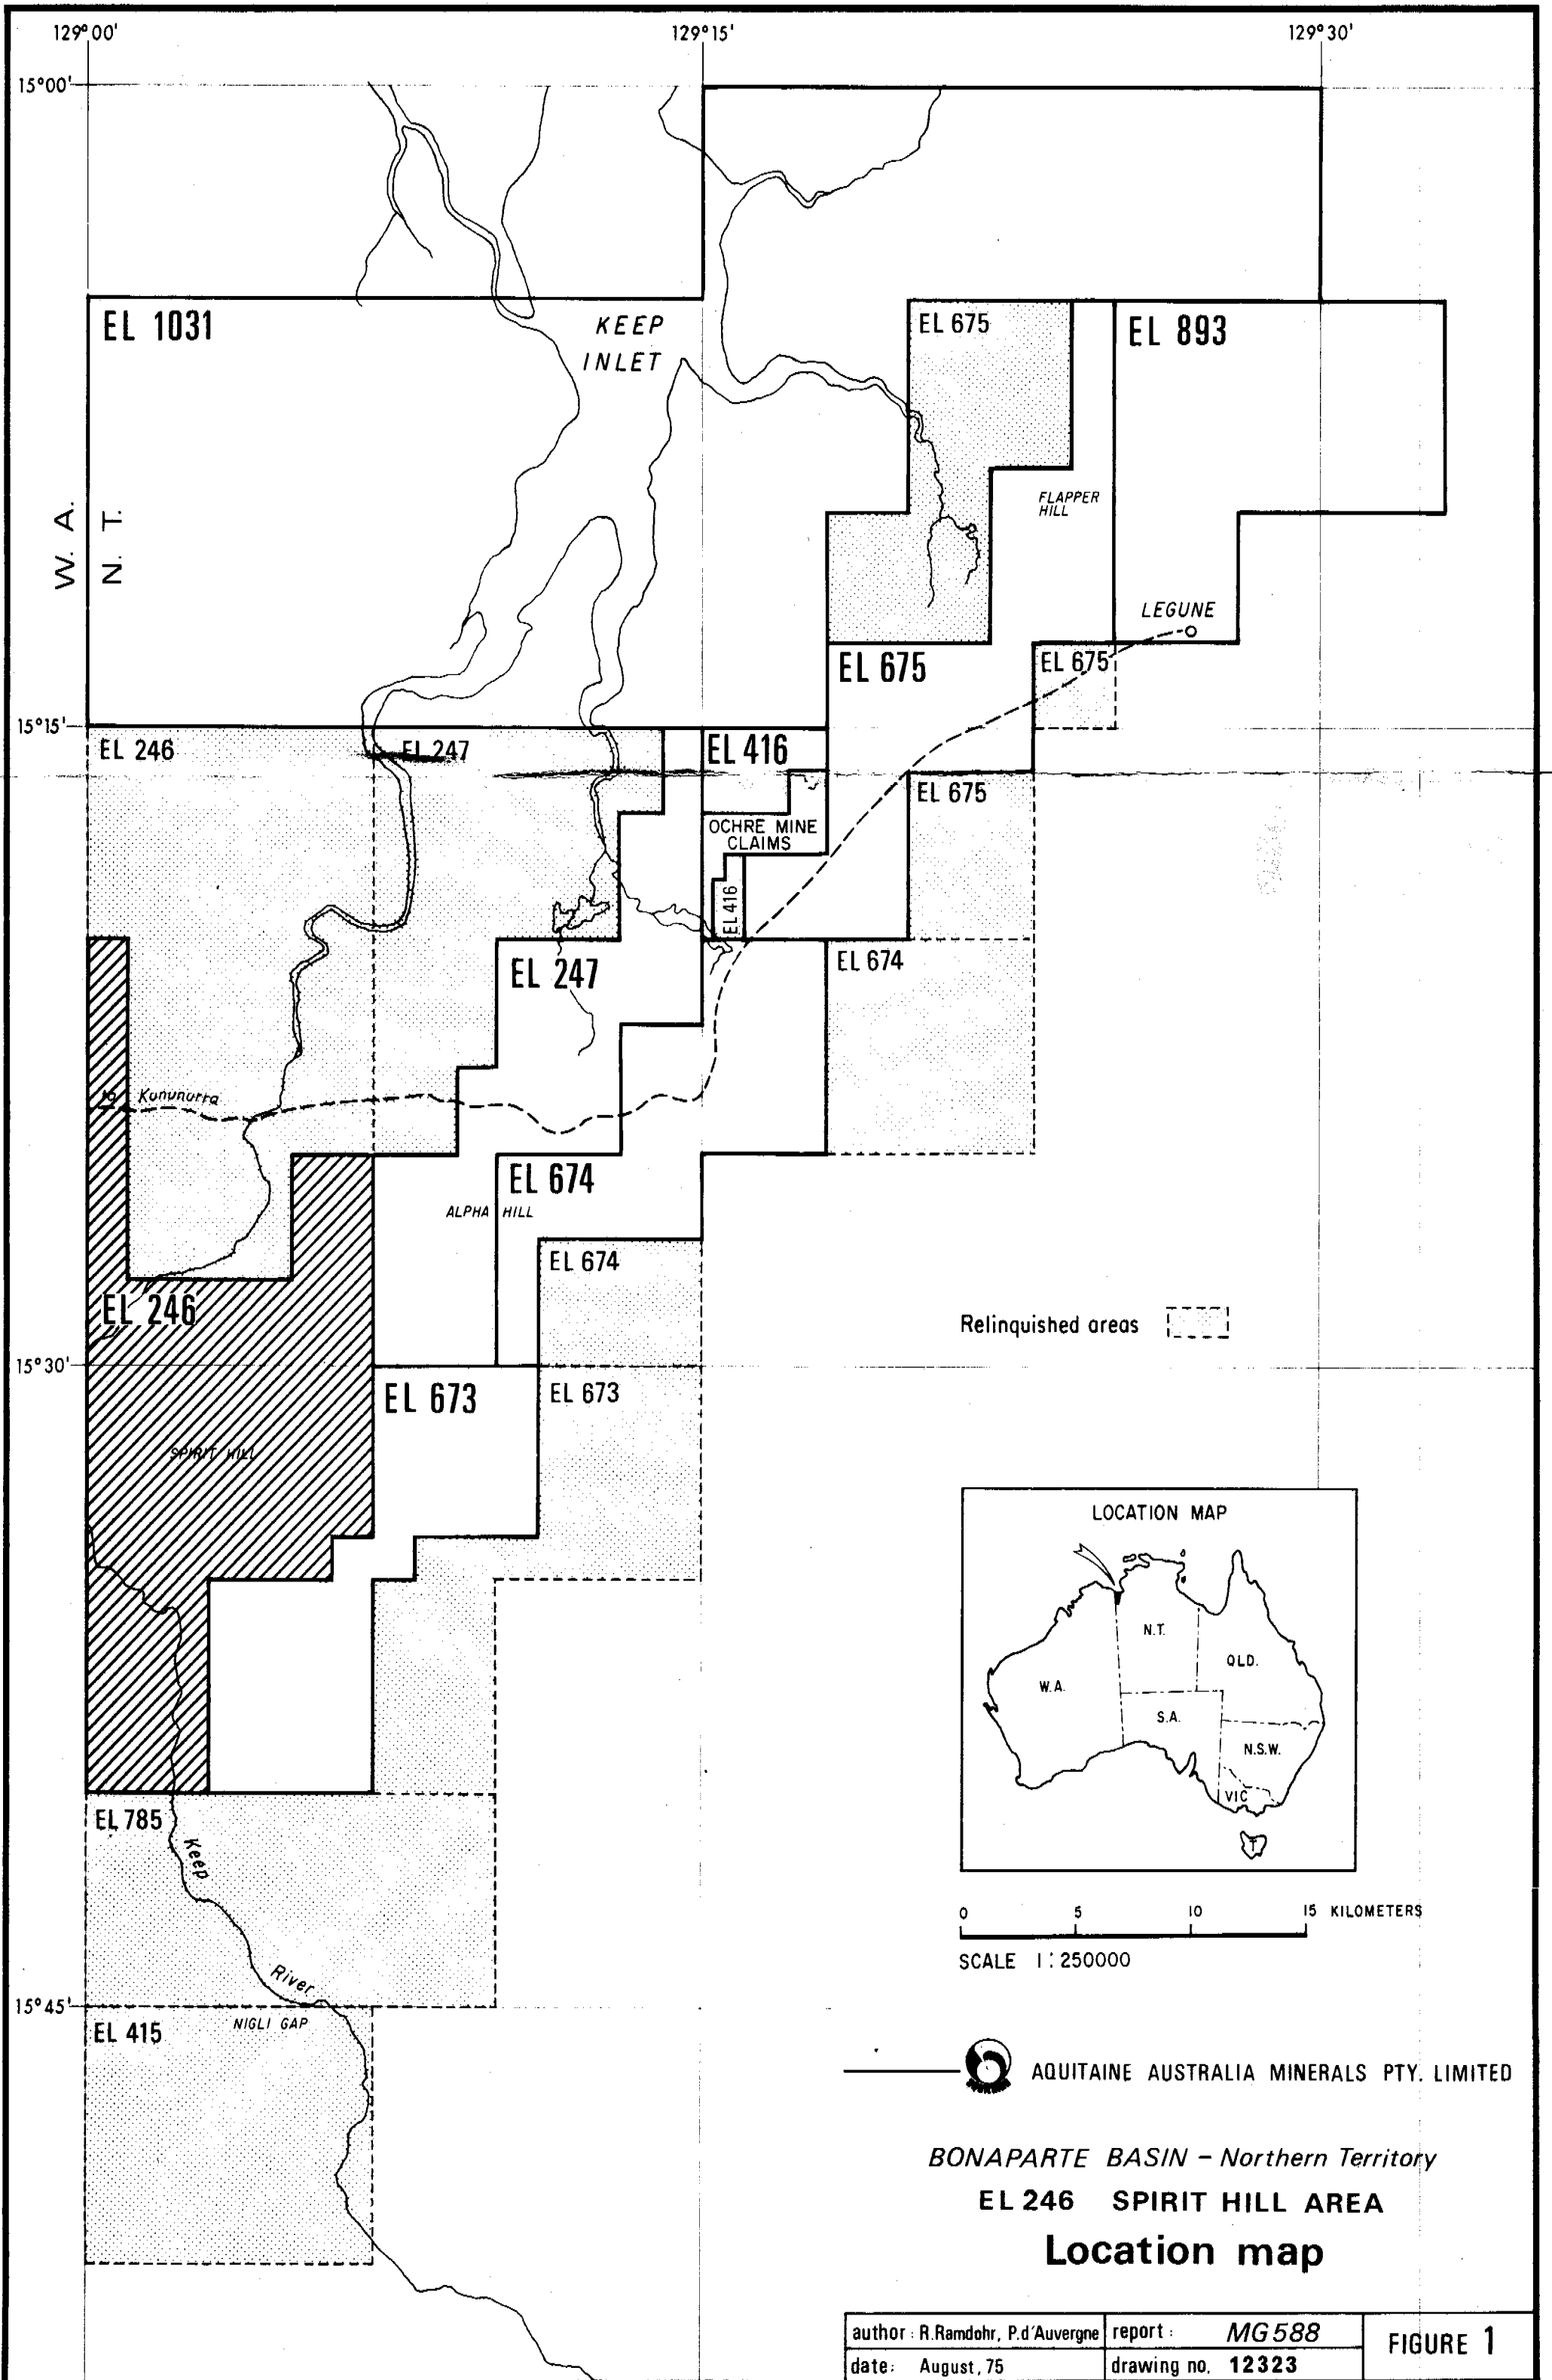 129°00'
129°15'
129°30'
15°00'
EL 1031
KEEP
INLET
EL 675
EL 893
W. A.
N. T.
FLAPPER
HILL
LEGUNE
EL 675
EL 675
15°15'
EL 246
EL 247
EL 416
EL 675
OCHRE MINE
CLAIMS
EL 416
EL 247
EL 674
to Kununurra
EL 674
ALPHA HILL
EL 674
EL 246
Relinquished areas
15°30'
EL 673
EL 673
SPIRIT HILL
LOCATION MAP
N.T.
QLD.
W.A.
S.A.
N.S.W.
VIC
T
EL 785
Keep
River
0 5 10 15 KILOMETERS
SCALE 1:250000
15°45'
NIGLI GAP
EL 415
AQUITAINE AUSTRALIA MINERALS PTY. LIMITED
BONAPARTE BASIN – Northern Territory
EL 246 SPIRIT HILL AREA
Location map
author : R.Ramdohr, P.d'Auvergne
report : MG 588
FIGURE 1
date: August, 75
drawing no. 12323